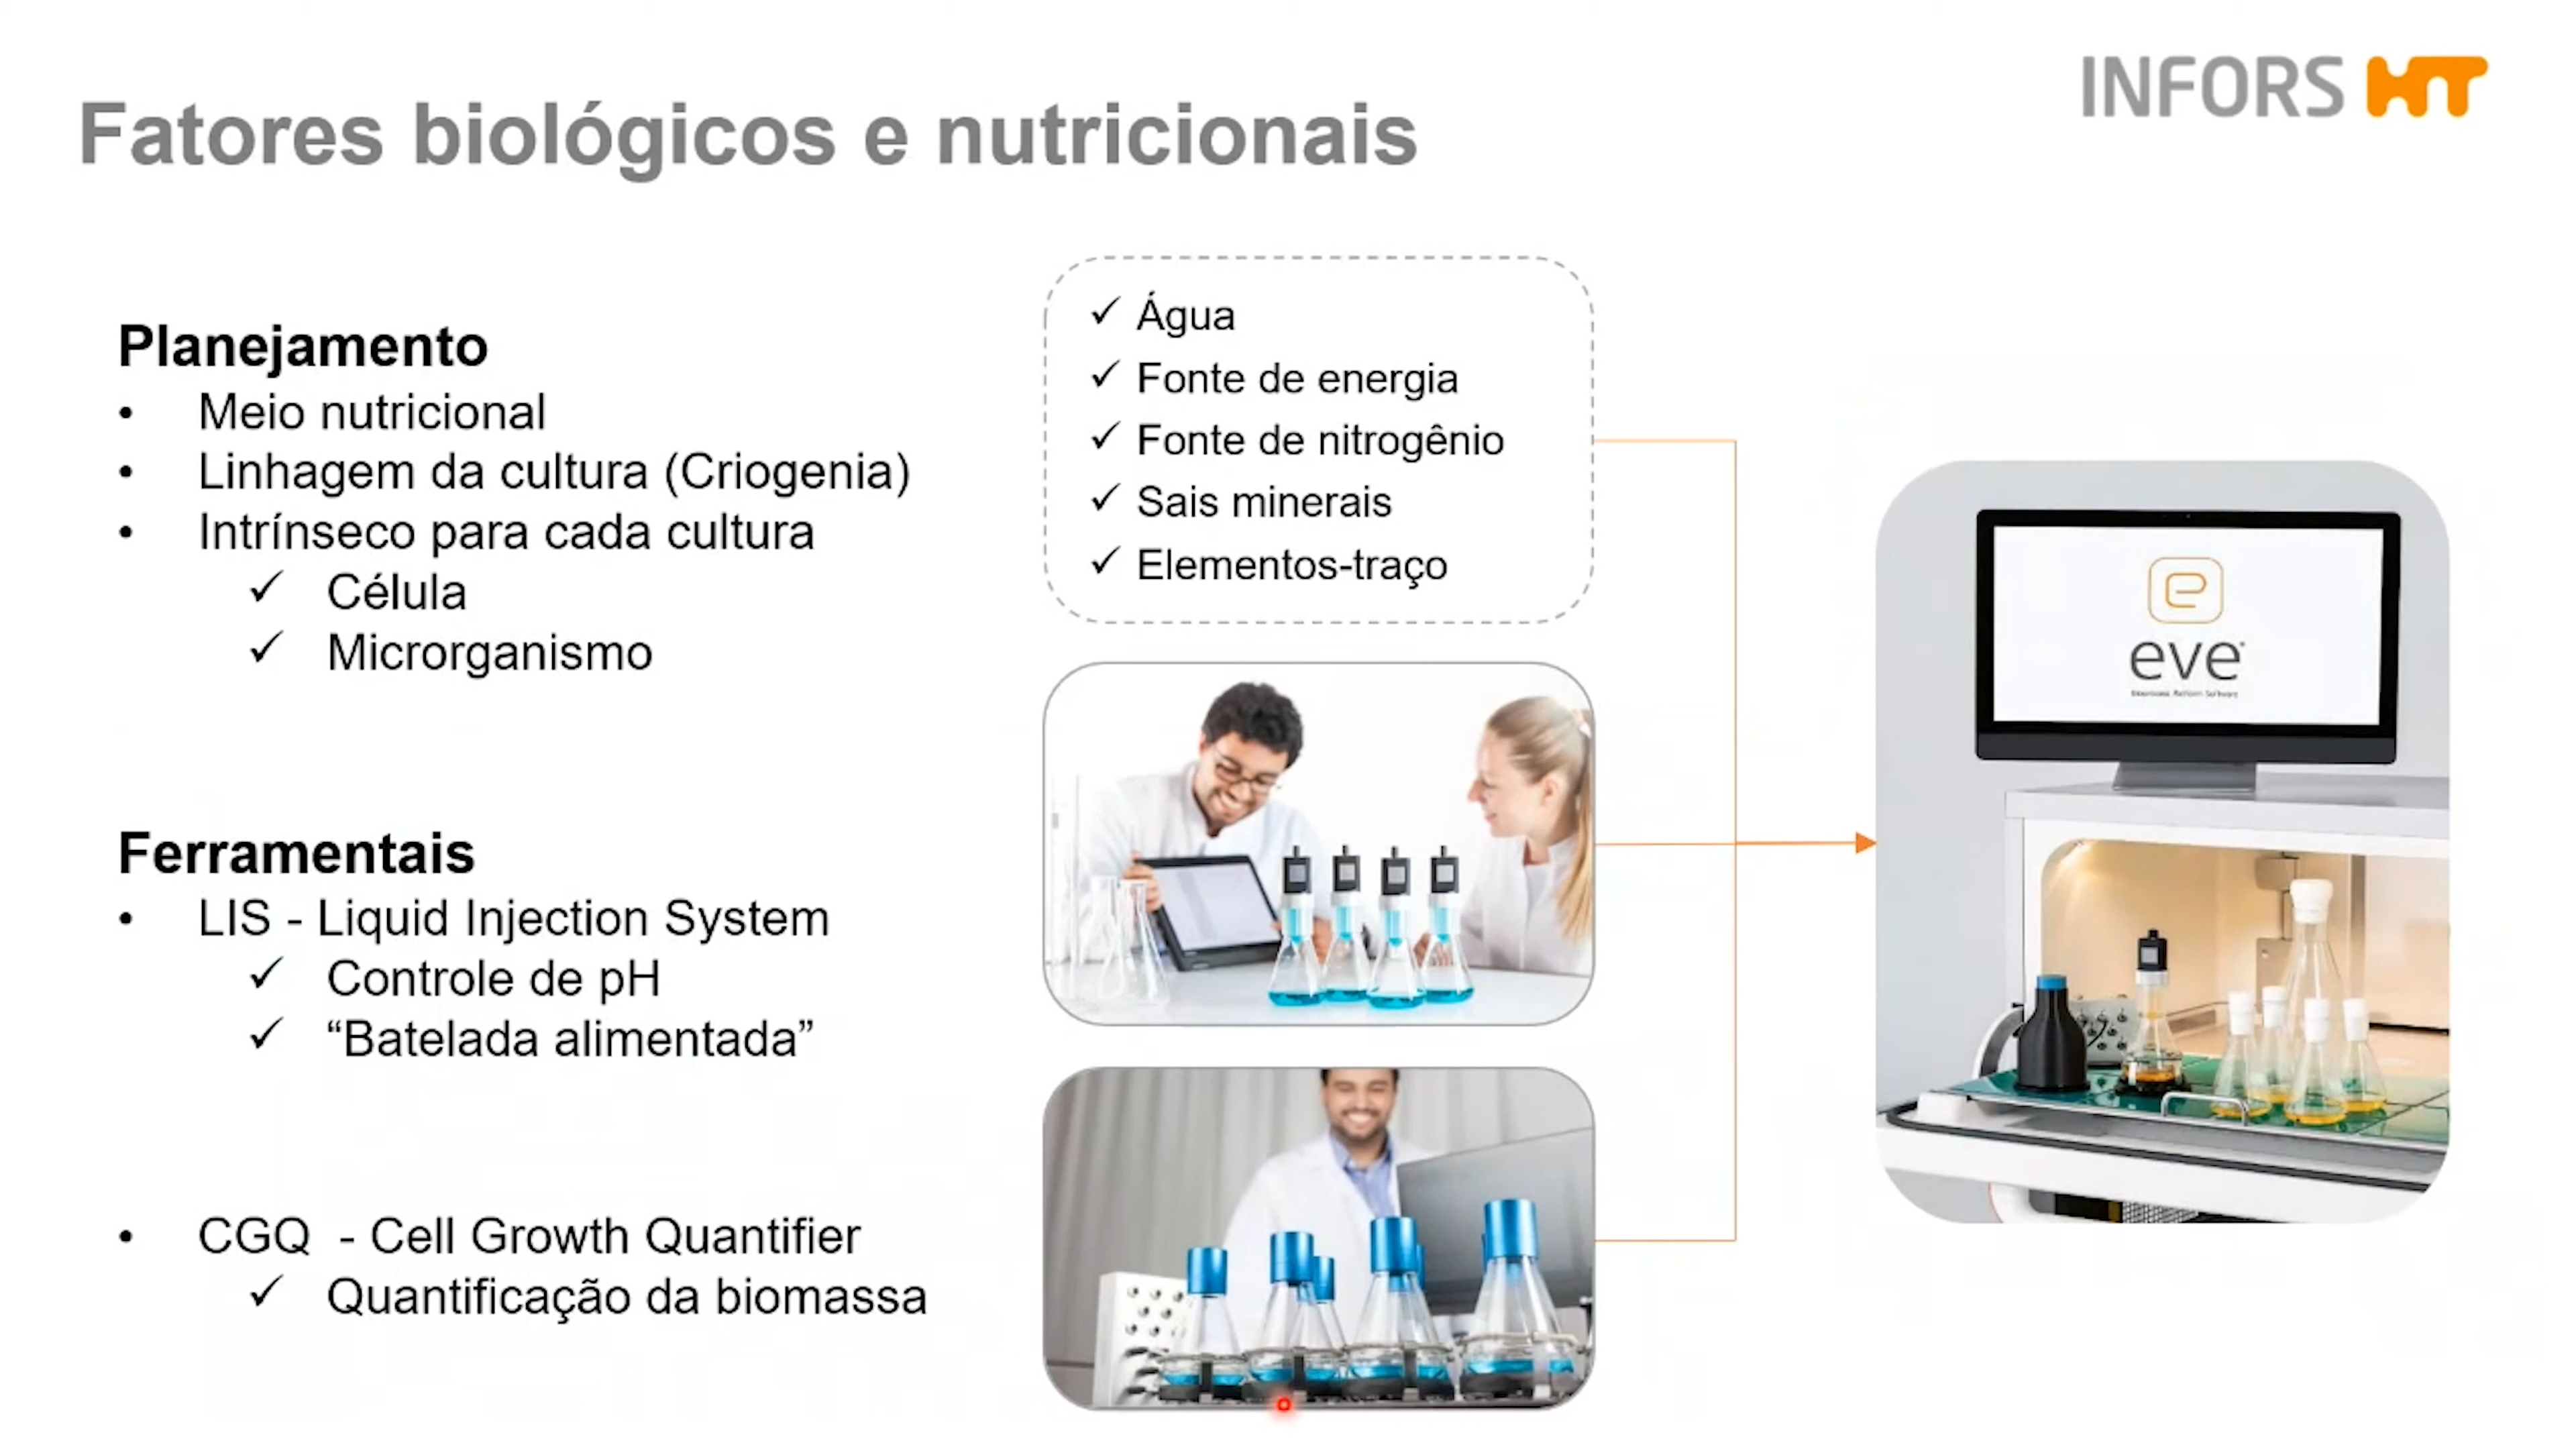 INFORS HT
Fatores biológicos e nutricionais
Planejamento
• Meio nutricional
• Linhagem da cultura (Criogenia)
• Intrínseco para cada cultura
✓ Célula
✓ Microrganismo
Ferramentais
• LIS - Liquid Injection System
✓ Controle de pH
✓ “Batelada alimentada”
• CGQ - Cell Growth Quantifier
✓ Quantificação da biomassa
✓ Água
✓ Fonte de energia
✓ Fonte de nitrogênio
✓ Sais minerais
✓ Elementos-traço
e
eve